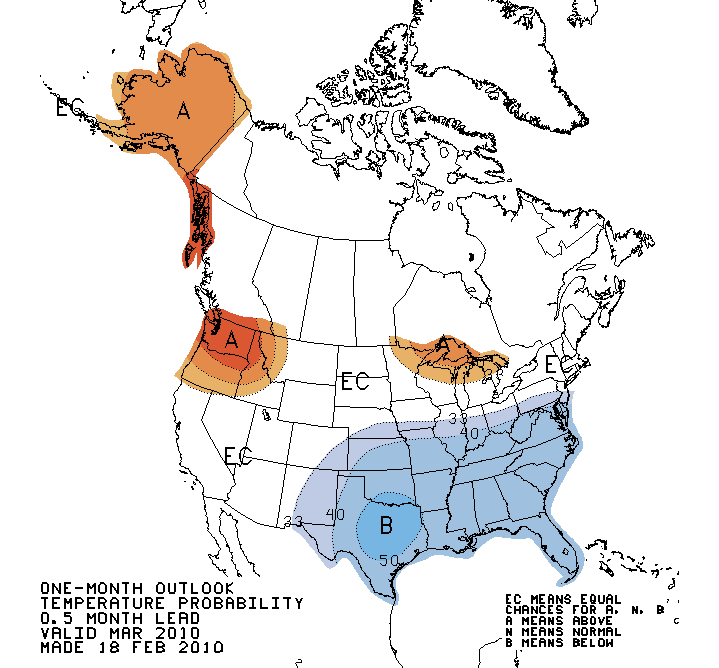 EC
A
A
A
EC
EC
33
40
EC
33
40
B
50
ONE-MONTH OUTLOOK
TEMPERATURE PROBABILITY
0.5 MONTH LEAD
VALID MAR 2010
MADE 18 FEB 2010
EC MEANS EQUAL
CHANCES FOR A, N, B
A MEANS ABOVE
N MEANS NORMAL
B MEANS BELOW